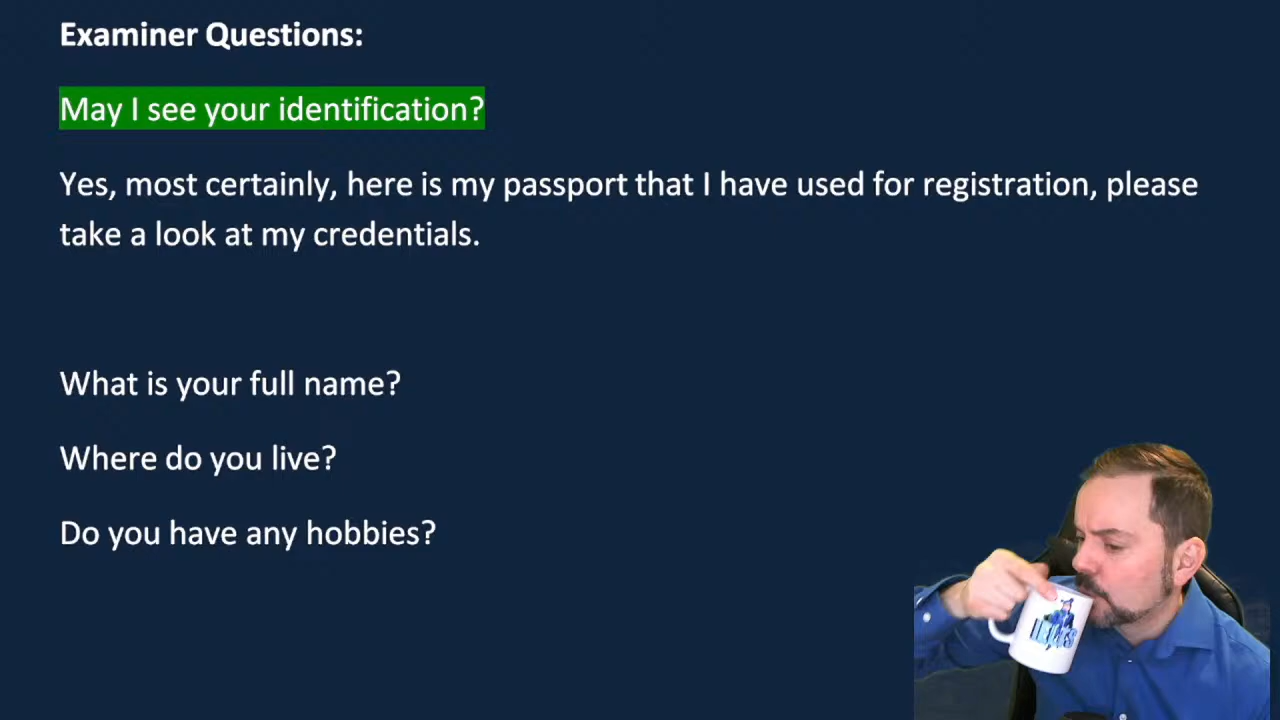 Examiner Questions:
May I see your identification?
Yes, most certainly, here is my passport that I have used for registration, please
take a look at my credentials.
What is your full name?
Where do you live?
Do you have any hobbies?